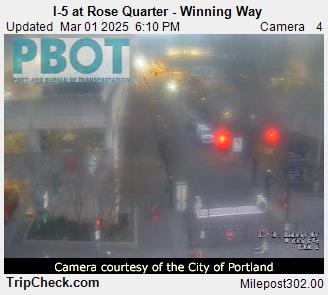 I-5 at Rose Quarter - Winning Way
Updated Mar 01 2025 6:10 PM Camera 4
PBOT
PORTLAND BUREAU OF TRANSPORTATION
Camera courtesy of the City of Portland
TripCheck.com Milepost302.00